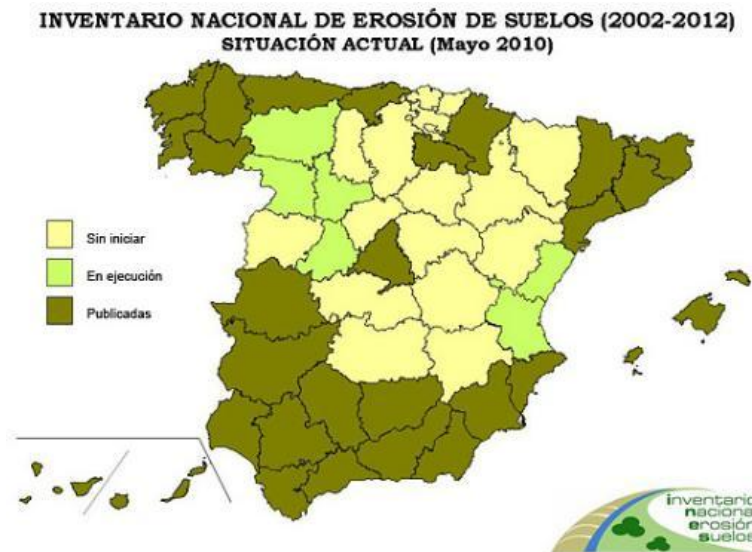 INVENTARIO NACIONAL DE EROSIÓN DE SUELOS (2002-2012)
SITUACIÓN ACTUAL (Mayo 2010)
Sin iniciar
En ejecución
Publicadas
inventario
nacional
erosión
suelos